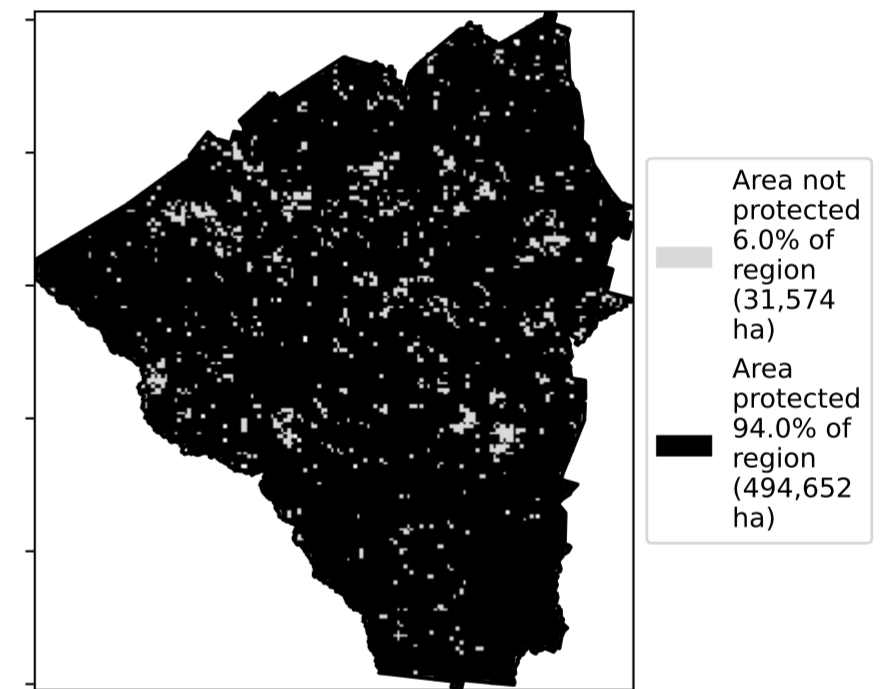 Area not
protected
6.0% of
region
(31,574
ha)
Area
protected
94.0% of
region
(494,652
ha)